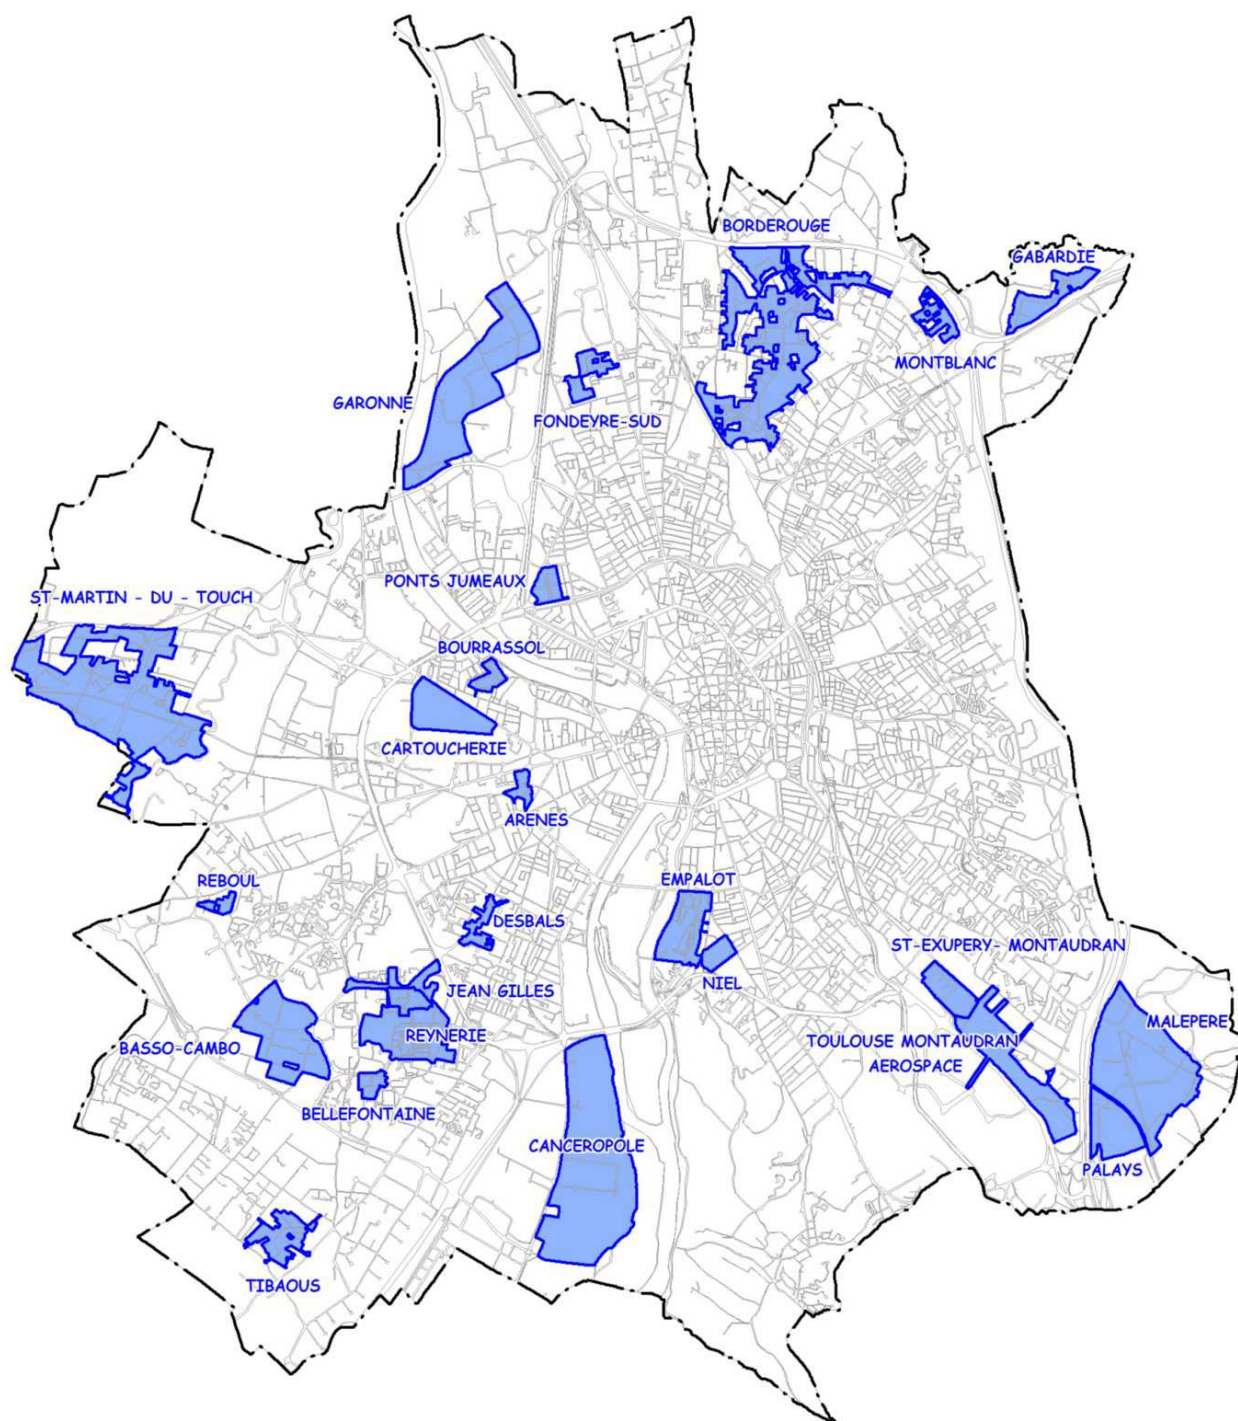 BORDEROUGE
GABARDIE
MONTBLANC
GARONNE
FONDEYRE-SUD
PONTS JUMEAUX
ST-MARTIN - DU - TOUCH
BOURRASSOL
CARTOUCHERIE
ARENES
REBOUL
EMPALOT
DESBALS
ST-EXUPERY- MONTAUDRAN
NIEL
JEAN GILLES
MALEPERE
REYNERIE
BASSO-CAMBO
TOULOUSE MONTAUDRAN
AEROSPACE
BELLEFONTAINE
CANCEROPOLE
PALAYS
TIBAOUS